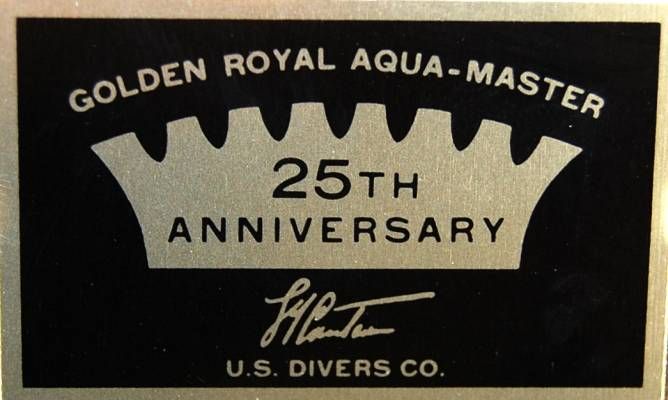 GOLDEN ROYAL AQUA-MASTER
25TH
ANNIVERSARY
U.S. DIVERS CO.